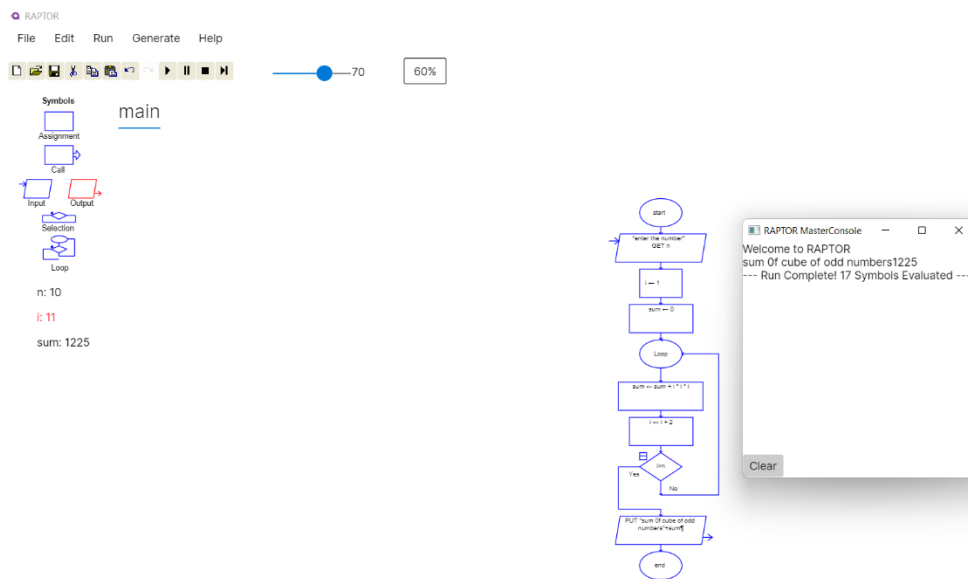 RAPTOR
File Edit Run Generate Help
70
60%
Symbols
Assignment
Call
Input Output
Selection
Loop
n: 10
i: 11
sum: 1225
main
start
"enter the number"
GET n
i ← 1
sum ← 0
Loop
sum ← sum + i * i * i
i ← i + 2
i>n
Yes
No
PUT "sum 0f cube of odd
numbers"+sum¶
end
RAPTOR MasterConsole
Welcome to RAPTOR
sum 0f cube of odd numbers1225
--- Run Complete! 17 Symbols Evaluated ---
Clear